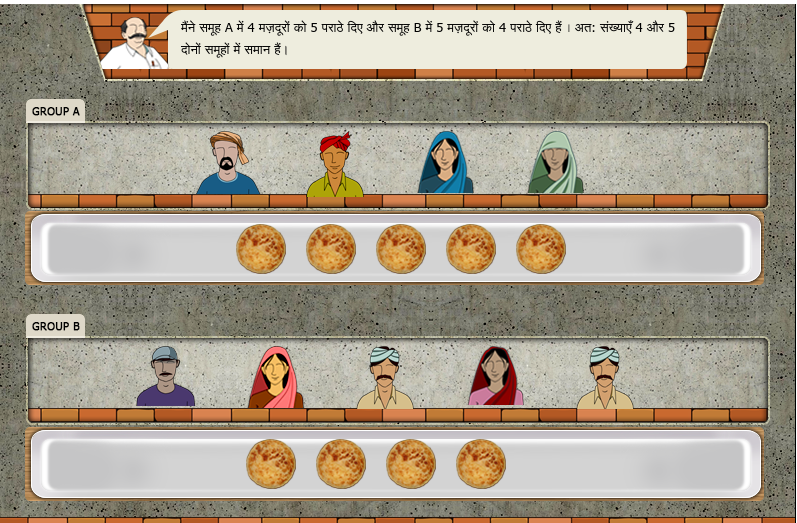 मैंने समूह A में 4 मज़दूरों को 5 पराठे दिए और समूह B में 5 मज़दूरों को 4 पराठे दिए हैं । अत: संख्याएँ 4 और 5
दोनों समूहों में समान हैं।
GROUP A
GROUP B